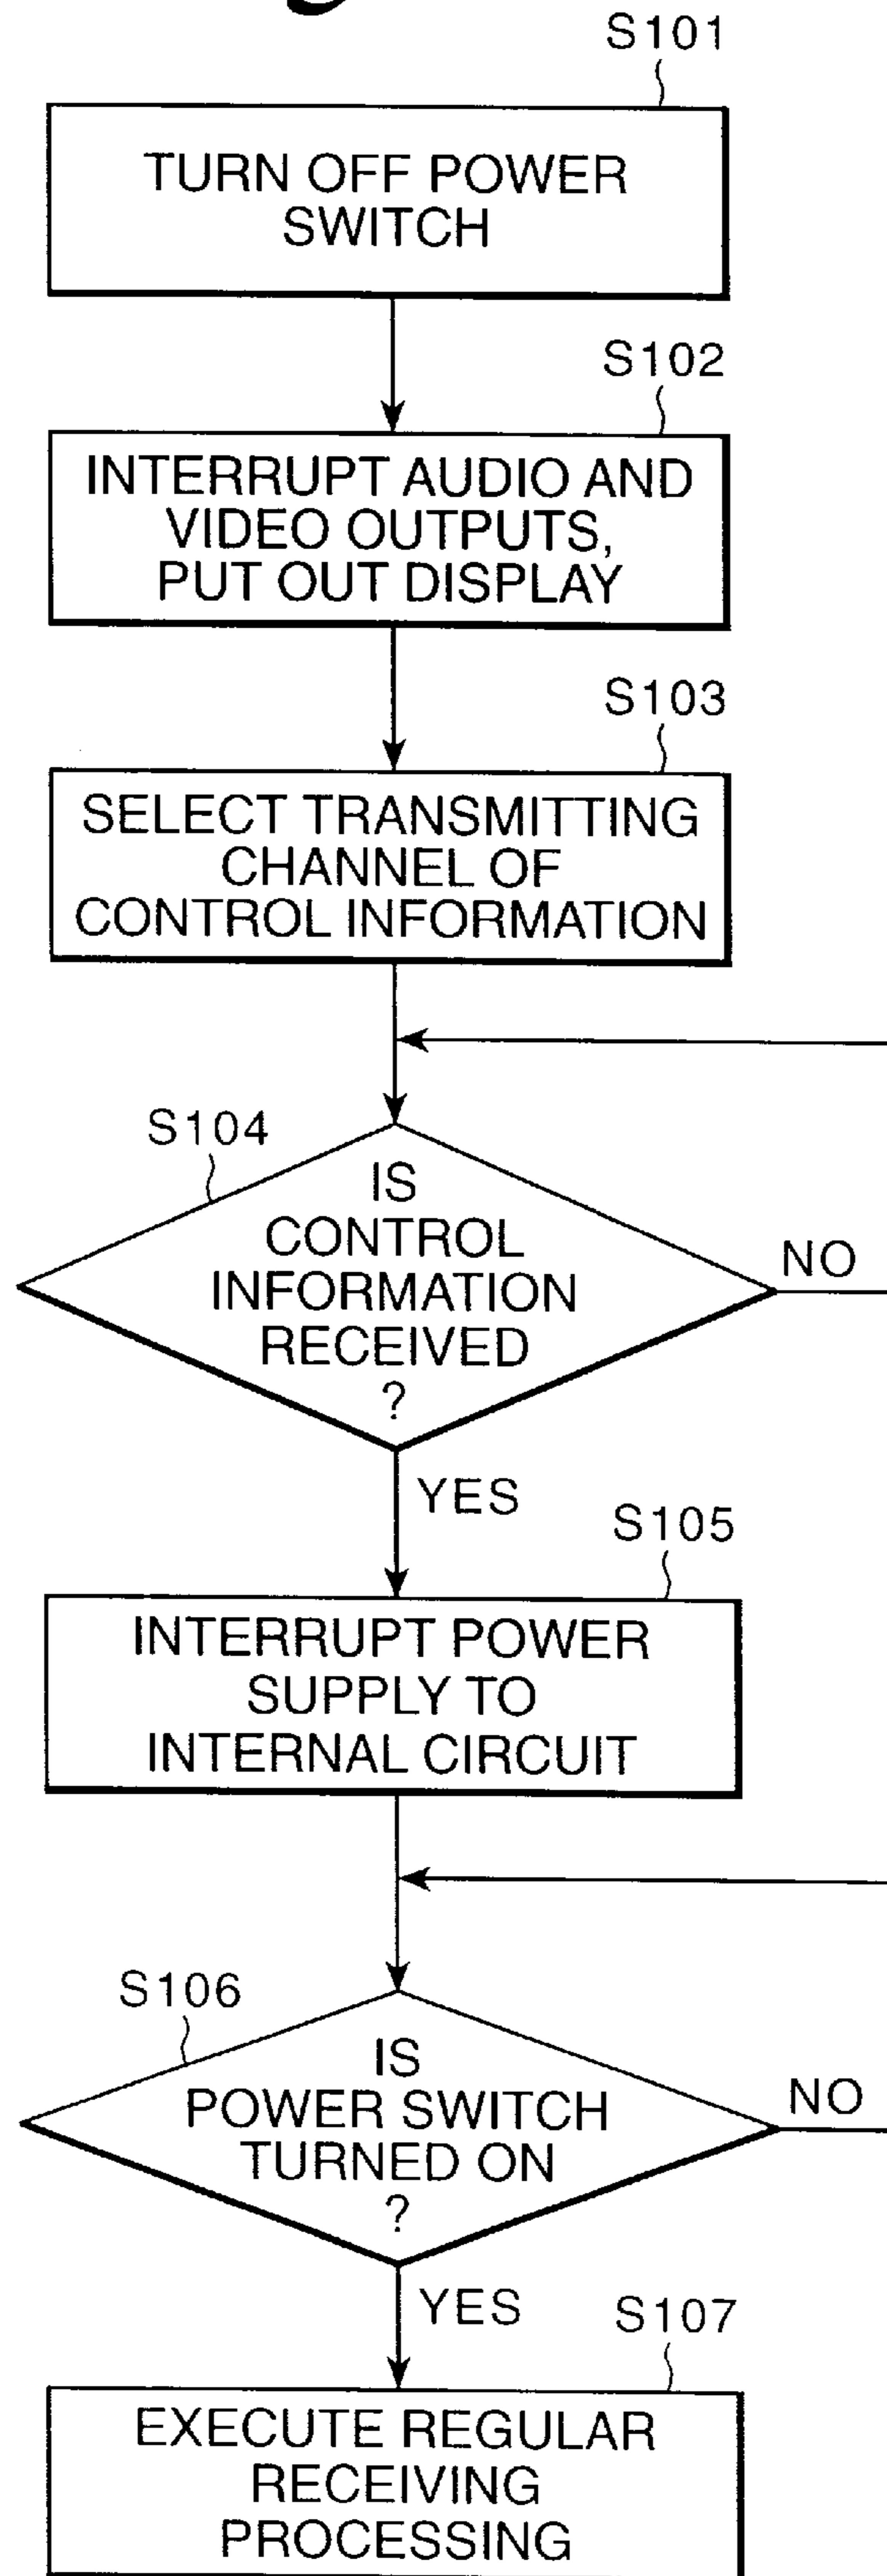 S101
TURN OFF POWER
SWITCH
S102
INTERRUPT AUDIO AND
VIDEO OUTPUTS,
PUT OUT DISPLAY
S103
SELECT TRANSMITTING
CHANNEL OF
CONTROL INFORMATION
S104
IS
CONTROL
INFORMATION
RECEIVED
?
NO
YES
S105
INTERRUPT POWER
SUPPLY TO
INTERNAL CIRCUIT
S106
IS
POWER SWITCH
TURNED ON
?
NO
YES
S107
EXECUTE REGULAR
RECEIVING
PROCESSING